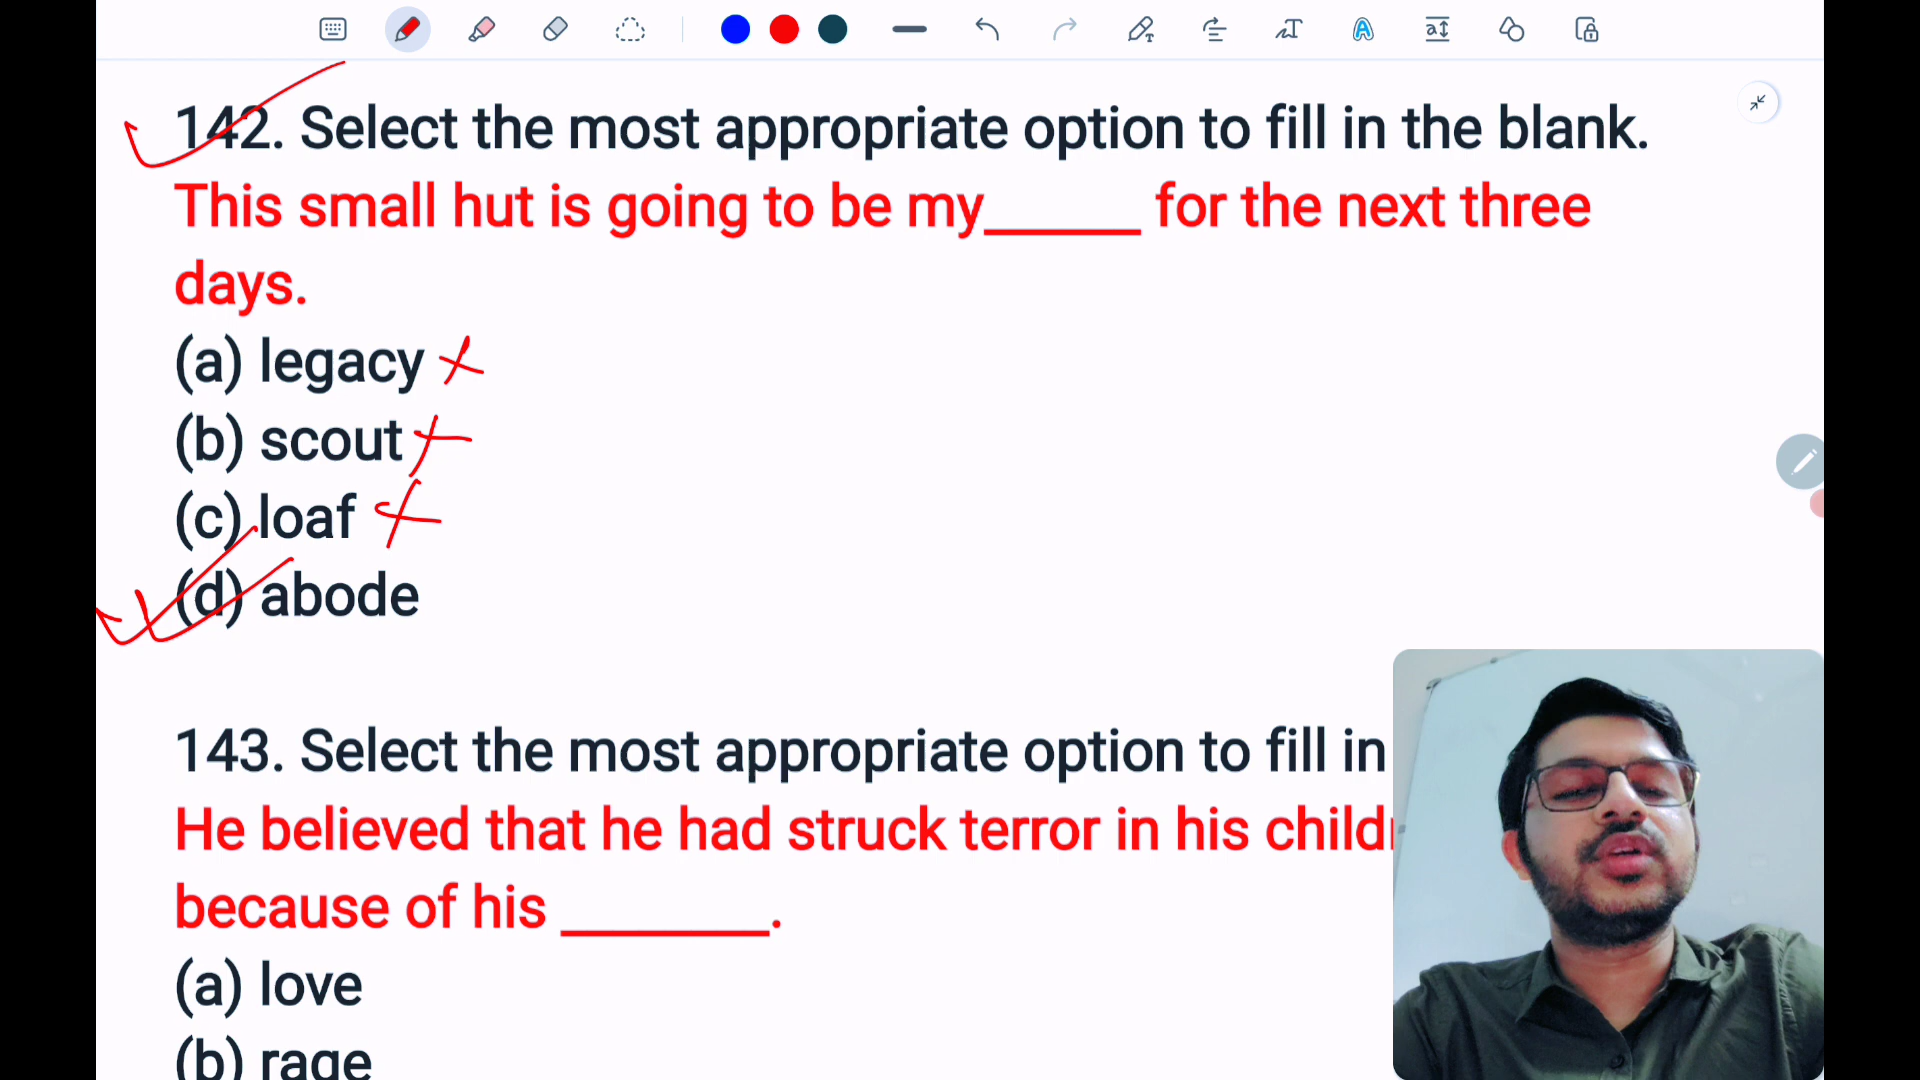 142. Select the most appropriate option to fill in the blank.
This small hut is going to be my______ for the next three
days.
(a) legacy
(b) scout
(c) loaf
(d) abode
143. Select the most appropriate option to fill in
He believed that he had struck terror in his
because of his ________.
(a) love
(b) rage